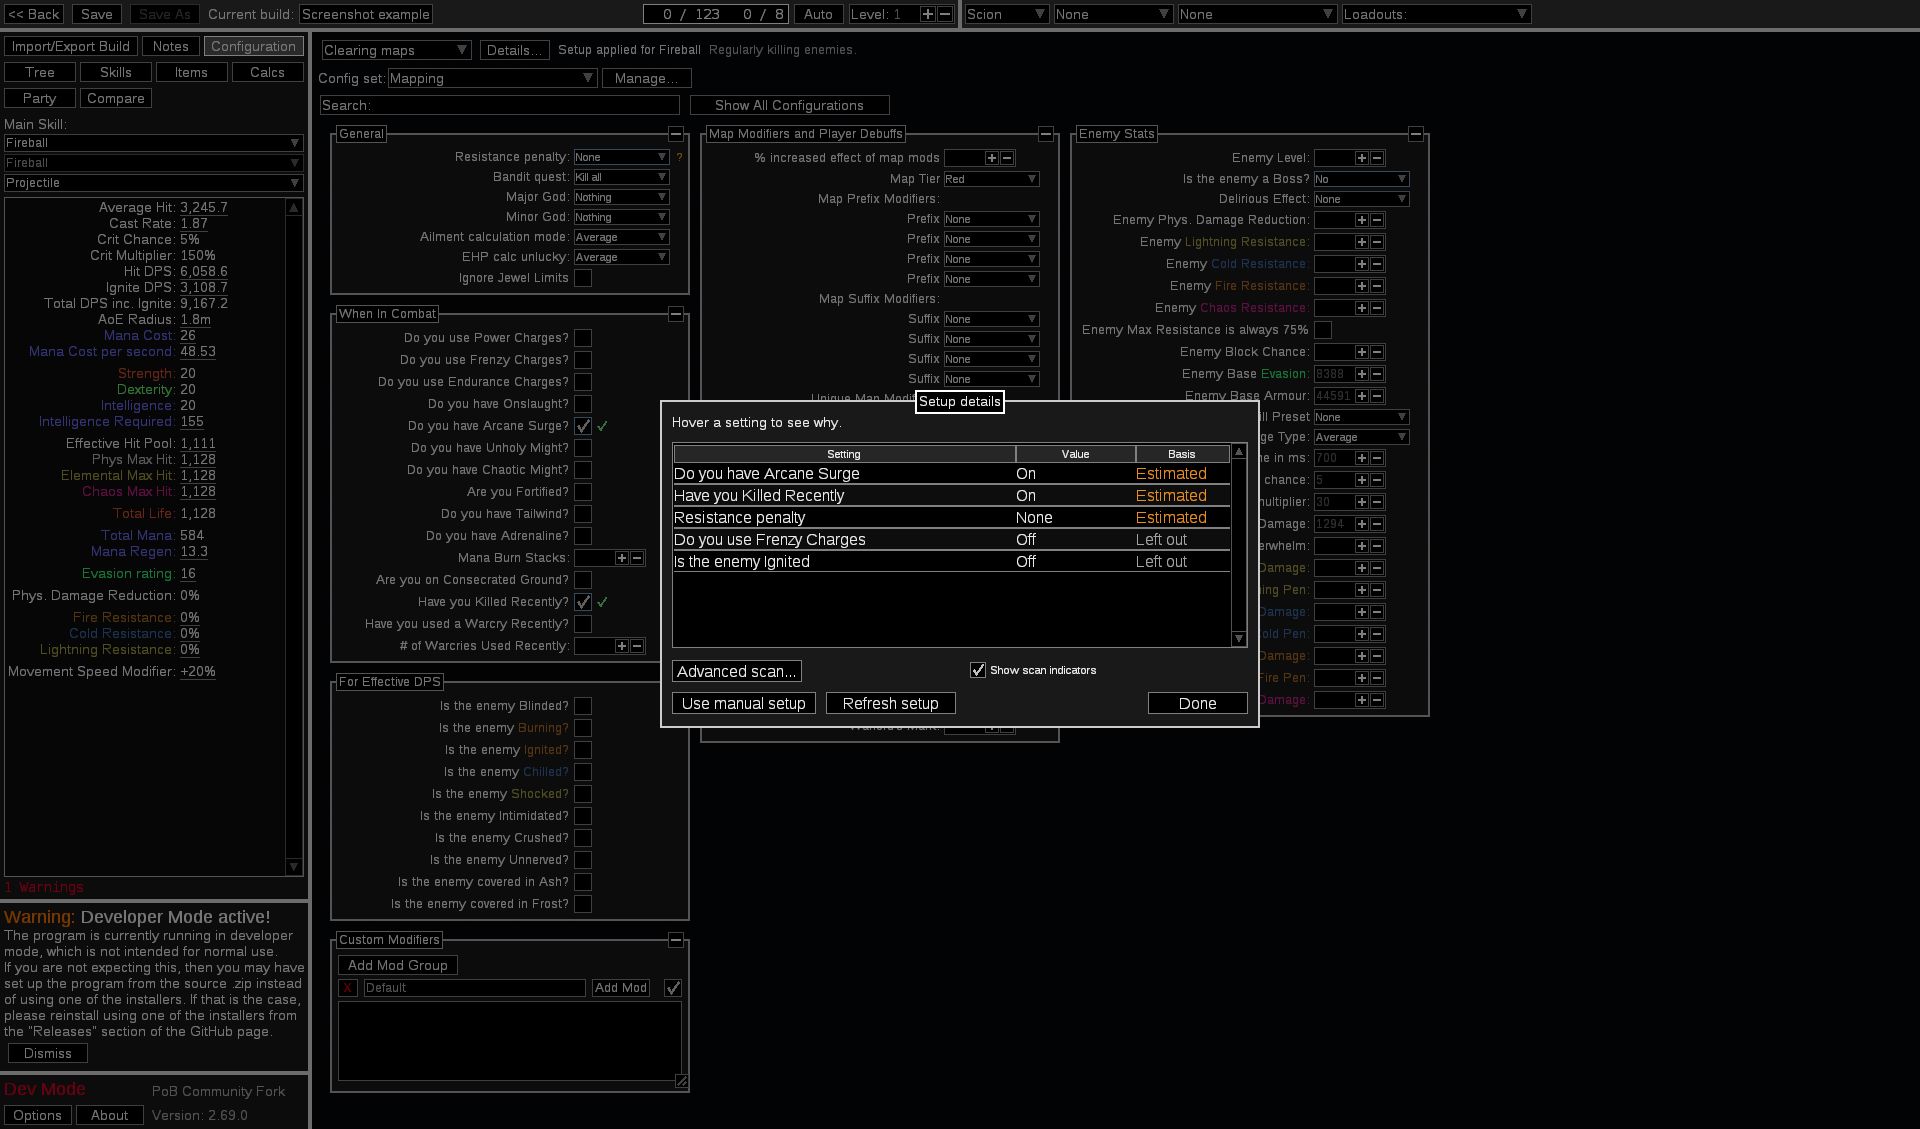 << Back
Save
Save As
Current build: Screenshot example
0 / 123 0 / 8
Auto
Level: 1
Scion
None
None
Loadouts:
Import/Export Build
Notes
Configuration
Tree
Skills
Items
Calcs
Party
Compare
Main Skill:
Fireball
Fireball
Projectile
Average Hit: 3,245.7
Cast Rate: 1.87
Crit Chance: 5%
Crit Multiplier: 150%
Hit DPS: 6,058.6
Ignite DPS: 3,108.7
Total DPS inc. Ignite: 9,167.2
AoE Radius: 1.8m
Mana Cost: 26
Mana Cost per second: 48.53
Strength: 20
Dexterity: 20
Intelligence: 20
Intelligence Required: 155
Effective Hit Pool: 1,111
Phys Max Hit: 1,128
Elemental Max Hit: 1,128
Chaos Max Hit: 1,128
Total Life: 1,128
Total Mana: 584
Mana Regen: 13.3
Evasion rating: 16
Phys. Damage Reduction: 0%
Fire Resistance: 0%
Cold Resistance: 0%
Lightning Resistance: 0%
Movement Speed Modifier: +20%
1 Warnings
Warning: Developer Mode active!
The program is currently running in developer
mode, which is not intended for normal use.
If you are not expecting this, then you may have
set up the program from the source .zip instead
of using one of the installers. If that is the case,
please reinstall using one of the installers from
the "Releases" section of the GitHub page.
Dismiss
Dev Mode
PoB Community Fork
Options
About
Version: 2.69.0
Clearing maps
Details...
Setup applied for Fireball Regularly killing enemies.
Config set: Mapping
Manage...
Search:
Show All Configurations
General
Resistance penalty: None ?
Bandit quest: Kill all
Major God: Nothing
Minor God: Nothing
Ailment calculation mode: Average
EHP calc unlucky: Average
Ignore Jewel Limits
When In Combat
Do you use Power Charges?
Do you use Frenzy Charges?
Do you use Endurance Charges?
Do you have Onslaught?
Do you have Arcane Surge?
Do you have Unholy Might?
Do you have Chaotic Might?
Are you Fortified?
Do you have Tailwind?
Do you have Adrenaline?
Mana Burn Stacks:
Are you on Consecrated Ground?
Have you Killed Recently?
Have you used a Warcry Recently?
# of Warcries Used Recently:
For Effective DPS
Is the enemy Blinded?
Is the enemy Burning?
Is the enemy Ignited?
Is the enemy Chilled?
Is the enemy Shocked?
Is the enemy Intimidated?
Is the enemy Crushed?
Is the enemy Unnerved?
Is the enemy covered in Ash?
Is the enemy covered in Frost?
Custom Modifiers
Add Mod Group
X Default
Add Mod
Map Modifiers and Player Debuffs
% increased effect of map mods
Map Tier Red
Map Prefix Modifiers:
Prefix None
Prefix None
Prefix None
Prefix None
Map Suffix Modifiers:
Suffix None
Suffix None
Suffix None
Suffix None
Enemy Stats
Enemy Level:
Is the enemy a Boss? No
Delirious Effect: None
Enemy Phys. Damage Reduction:
Enemy Lightning Resistance:
Enemy Cold Resistance:
Enemy Fire Resistance:
Enemy Chaos Resistance:
Enemy Max Resistance is always 75%
Enemy Block Chance:
Enemy Base Evasion: 8388
Enemy Base Armour: 44591
Preset None
Type: Average
in ms: 700
chance: 5
multiplier: 30
Damage: 1294
Damage:
Pen:
Damage:
Pen:
Damage:
Fire Pen:
Damage:
Setup details
Hover a setting to see why.
Setting Value Basis
Do you have Arcane Surge On Estimated
Have you Killed Recently On Estimated
Resistance penalty None Estimated
Do you use Frenzy Charges Off Left out
Is the enemy Ignited Off Left out
Advanced scan...
Show scan indicators
Use manual setup
Refresh setup
Done